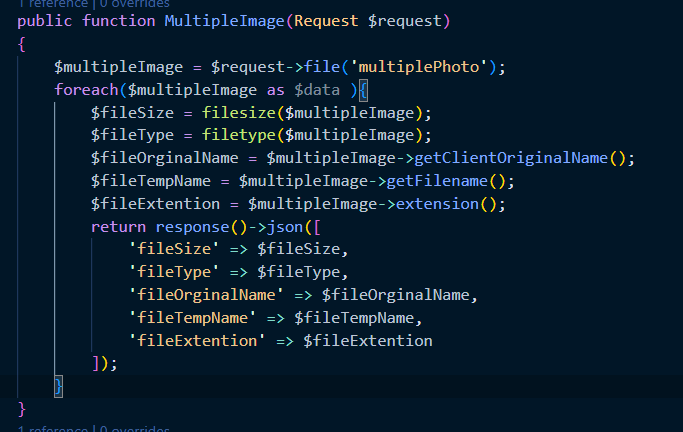 1 reference | 0 overrides
public function MultipleImage(Request $request)
{
    $multipleImage = $request->file('multiplePhoto');
    foreach($multipleImage as $data ){
        $fileSize = filesize($multipleImage);
        $fileType = filetype($multipleImage);
        $fileOrginalName = $multipleImage->getClientOriginalName();
        $fileTempName = $multipleImage->getFilename();
        $fileExtention = $multipleImage->extension();
        return response()->json([
            'fileSize' => $fileSize,
            'fileType' => $fileType,
            'fileOrginalName' => $fileOrginalName,
            'fileTempName' => $fileTempName,
            'fileExtention' => $fileExtention
        ]);
    }
}
1 reference | 0 overrides